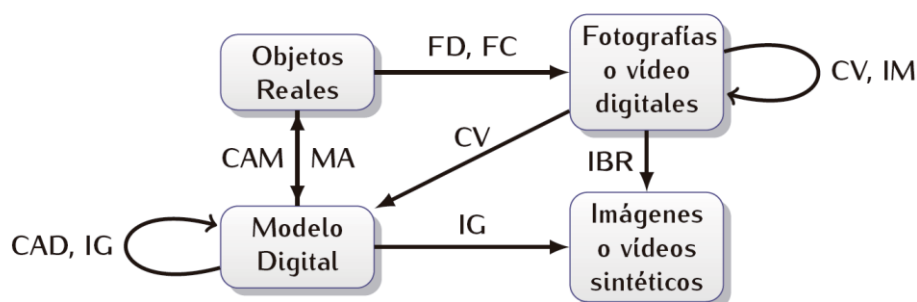 Objetos
Reales
FD, FC
Fotografías
o vídeo
digitales
CV, IM
CAM
MA
CV
IBR
CAD, IG
Modelo
Digital
IG
Imágenes
o vídeos
sintéticos